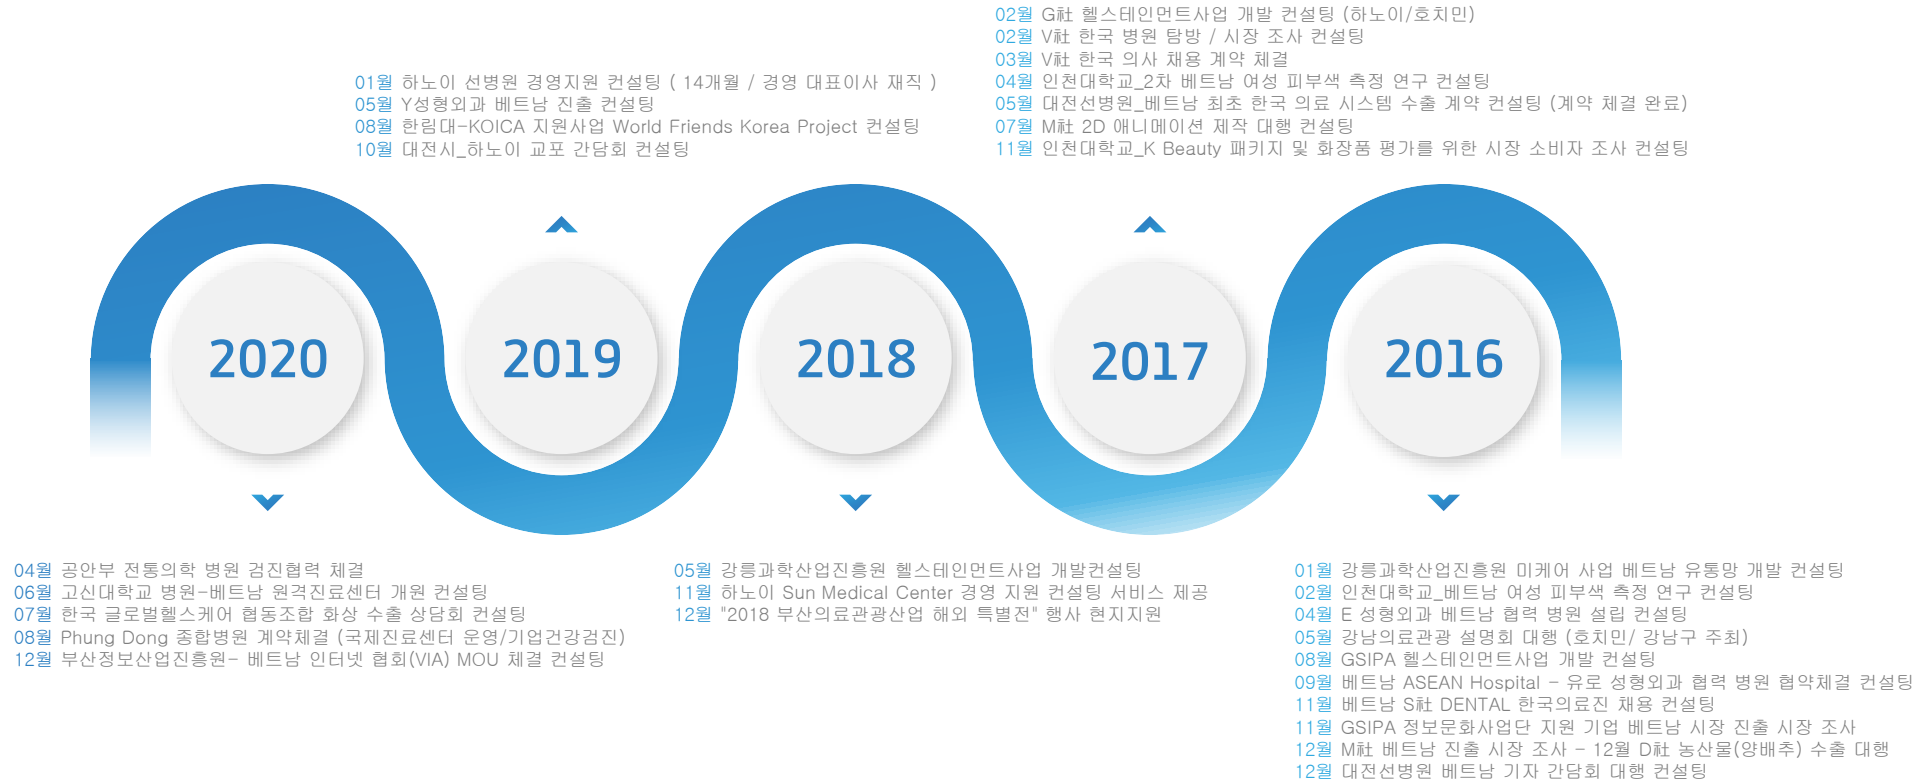 02월 G社 헬스테인먼트사업 개발 컨설팅 (하노이/호치민)
02월 V社 한국 병원 탐방 / 시장 조사 컨설팅
03월 V社 한국 의사 채용 계약 체결
04월 인천대학교_2차 베트남 여성 피부색 측정 연구 컨설팅
05월 대전선병원_베트남 최초 한국 의료 시스템 수출 계약 컨설팅 (계약 체결 완료)
07월 M社 2D 애니메이션 제작 대행 컨설팅
11월 인천대학교_K Beauty 패키지 및 화장품 평가를 위한 시장 소비자 조사 컨설팅
01월 하노이 선병원 경영지원 컨설팅 ( 14개월 / 경영 대표이사 재직 )
05월 Y성형외과 베트남 진출 컨설팅
08월 한림대-KOICA 지원사업 World Friends Korea Project 컨설팅
10월 대전시_하노이 교포 간담회 컨설팅
2020
2019
2018
2017
2016
04월 공안부 전통의학 병원 검진협력 체결
06월 고신대학교 병원-베트남 원격진료센터 개원 컨설팅
07월 한국 글로벌헬스케어 협동조합 화상 수출 상담회 컨설팅
08월 Phung Dong 종합병원 계약체결 (국제진료센터 운영/기업건강검진)
12월 부산정보산업진흥원- 베트남 인터넷 협회(VIA) MOU 체결 컨설팅
05월 강릉과학산업진흥원 헬스테인먼트사업 개발컨설팅
11월 하노이 Sun Medical Center 경영 지원 컨설팅 서비스 제공
12월 "2018 부산의료관광산업 해외 특별전" 행사 현지지원
01월 강릉과학산업진흥원 미케어 사업 베트남 유통망 개발 컨설팅
02월 인천대학교_베트남 여성 피부색 측정 연구 컨설팅
04월 E 성형외과 베트남 협력 병원 설립 컨설팅
05월 강남의료관광 설명회 대행 (호치민/ 강남구 주최)
08월 GSIPA 헬스테인먼트사업 개발 컨설팅
09월 베트남 ASEAN Hospital - 유로 성형외과 협력 병원 협약체결 컨설팅
11월 베트남 S社 DENTAL 한국의료진 채용 컨설팅
11월 GSIPA 정보문화사업단 지원 기업 베트남 시장 진출 시장 조사
12월 M社 베트남 진출 시장 조사 - 12월 D社 농산물(양배추) 수출 대행
12월 대전선병원 베트남 기자 간담회 대행 컨설팅